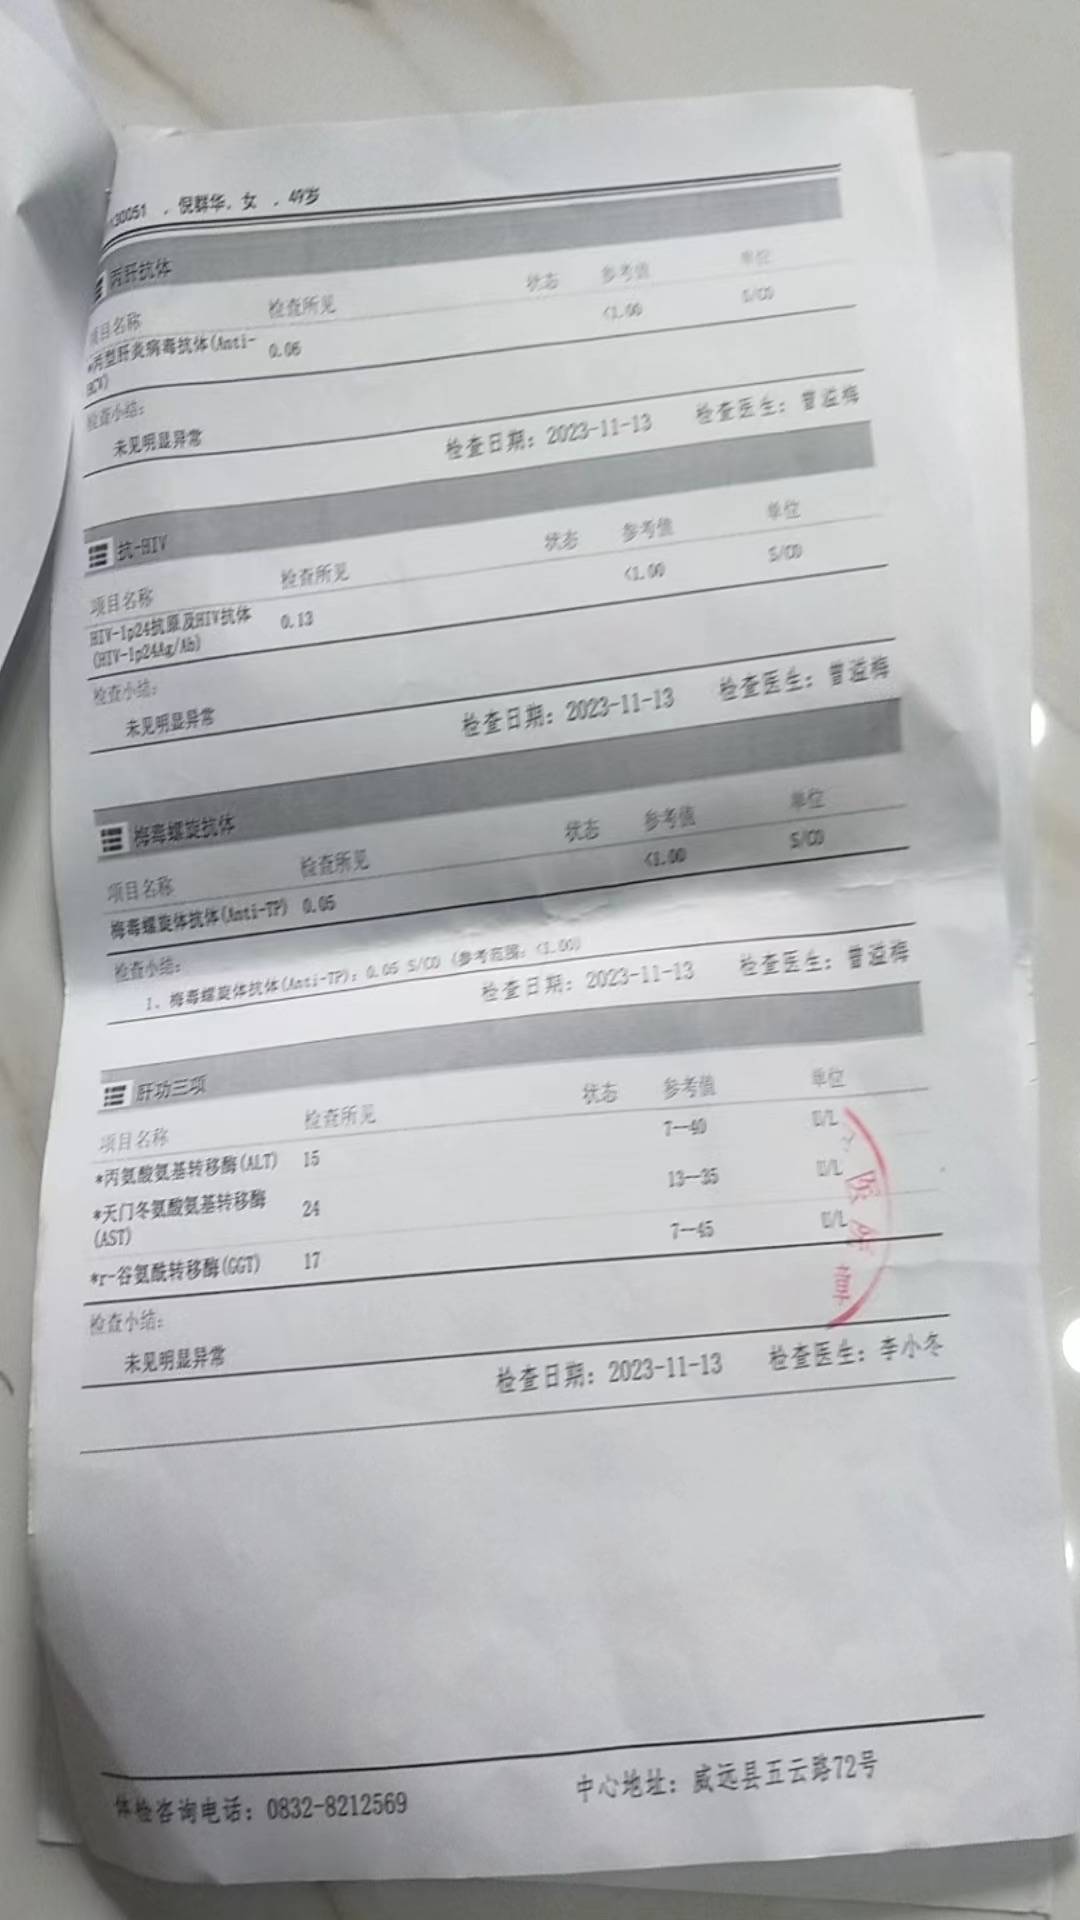 130051 ，倪群华，女 ，49岁
丙肝抗体
项目名称 检查所见 状态 参考值 单位
*丙型肝炎病毒抗体(Anti- 0.06 <1.00 S/CO
HCV)
检查小结：
未见明显异常
检查日期：2023-11-13 检查医生：曹溢梅
抗-HIV
项目名称 检查所见 状态 参考值 单位
HIV-1p24抗原及HIV抗体 0.13 <1.00 S/CO
(HIV-1p24Ag/Ab)
检查小结：
未见明显异常
检查日期：2023-11-13 检查医生：曹溢梅
梅毒螺旋抗体
项目名称 检查所见 状态 参考值 单位
梅毒螺旋体抗体(Anti-TP) 0.05 <1.00 S/CO
检查小结：
1、梅毒螺旋体抗体(Anti-TP)：0.05 S/CO (参考范围：<1.00)
检查日期：2023-11-13 检查医生：曹溢梅
肝功三项
项目名称 检查所见 状态 参考值 单位
*丙氨酸氨基转移酶(ALT) 15 7--40 U/L
*天门冬氨酸氨基转移酶 24 13--35 U/L
(AST)
*r-谷氨酰转移酶(GGT) 17 7--45 U/L
检查小结：
未见明显异常
检查日期：2023-11-13 检查医生：李小冬
体检咨询电话：0832-8212569 中心地址：威远县五云路72号